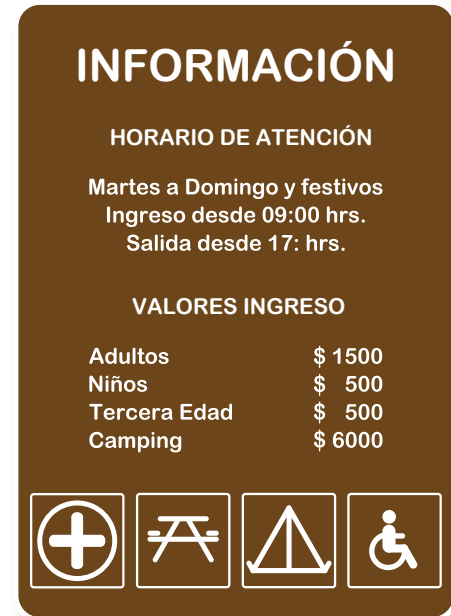 INFORMACIÓN
HORARIO DE ATENCIÓN
Martes a Domingo y festivos
Ingreso desde 09:00 hrs.
Salida desde 17: hrs.
VALORES INGRESO
Adultos $ 1500
Niños $ 500
Tercera Edad $ 500
Camping $ 6000